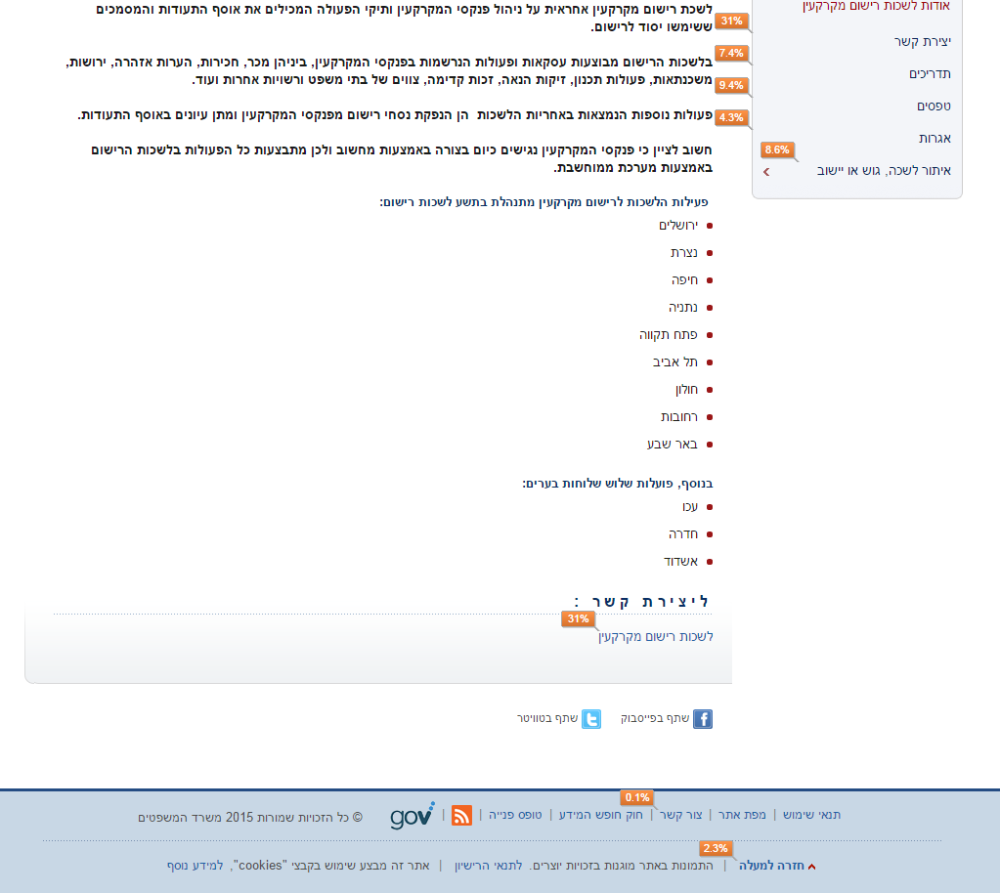 אודות לשכות רישום מקרקעין
31%
יצירת קשר
7.4%
תדריכים
9.4%
טפסים
4.3%
אגרות
8.6%
איתור לשכה, גוש או יישוב
לשכת רישום מקרקעין אחראית על ניהול פנקסי המקרקעין ותיקי הפעולה המכילים את אוסף התעודות והמסמכים
ששימשו יסוד לרישום.
בלשכות הרישום מבוצעות עסקאות ופעולות הנרשמות בפנקסי המקרקעין, ביניהן מכר, חכירות, הערות אזהרה, ירושות,
משכנתאות, פעולות תכנון, זיקות הנאה, זכות קדימה, צווים של בתי משפט ורשויות אחרות ועוד.
פעולות נוספות הנמצאות באחריות הלשכות הן הנפקת נסחי רישום מפנקסי המקרקעין ומתן עיונים באוסף התעודות.
חשוב לציין כי פנקסי המקרקעין נגישים כיום בצורה באמצעות מחשוב ולכן מתבצעות כל הפעולות בלשכות הרישום
באמצעות מערכת ממוחשבת.
פעילות הלשכות לרישום מקרקעין מתנהלת בתשע לשכות רישום:
ירושלים
נצרת
חיפה
נתניה
פתח תקווה
תל אביב
חולון
רחובות
באר שבע
בנוסף, פועלות שלוש שלוחות בערים:
עכו
חדרה
אשדוד
ליצירת קשר :
31%
לשכות רישום מקרקעין
שתף בפייסבוק שתף בטוויטר
0.1%
תנאי שימוש | מפת אתר | צור קשר | חוק חופש המידע | טופס פנייה | | gov © כל הזכויות שמורות 2015 משרד המשפטים
2.3%
חזרה למעלה | התמונות באתר מוגנות בזכויות יוצרים. לתנאי הרישיון | אתר זה מבצע שימוש בקבצי "cookies", למידע נוסף